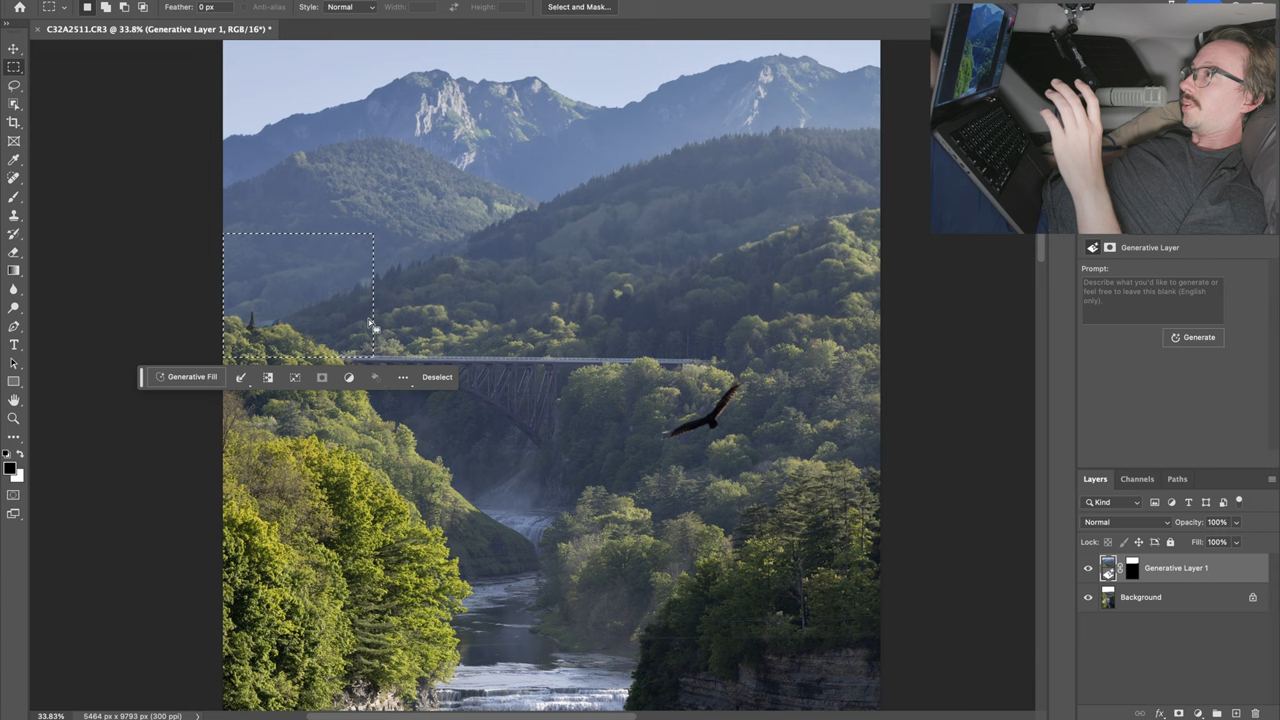 Feather: 0 px Anti-alias Style: Normal Width: Height: Select and Mask...
C32A2511.CR3 @ 33.8% (Generative Layer 1, RGB/16*) *
Generative Layer
Prompt:
Describe what you'd like to generate or
feel free to leave this blank (English
only).
Generate
Generative Fill Deselect
Layers Channels Paths
Kind
Normal Opacity: 100%
Lock: Fill: 100%
Generative Layer 1
Background
33.83% 5464 px x 9793 px (300 ppi)